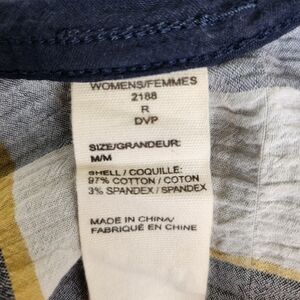 WOMENS/FEMMES
2188
R
DVP
SIZE/GRANDEUR:
M/M
SHELL / COQUILLE:
97% COTTON / COTON
3% SPANDEX / SPANDEX
MADE IN CHINA/
FABRIQUÉ EN CHINE